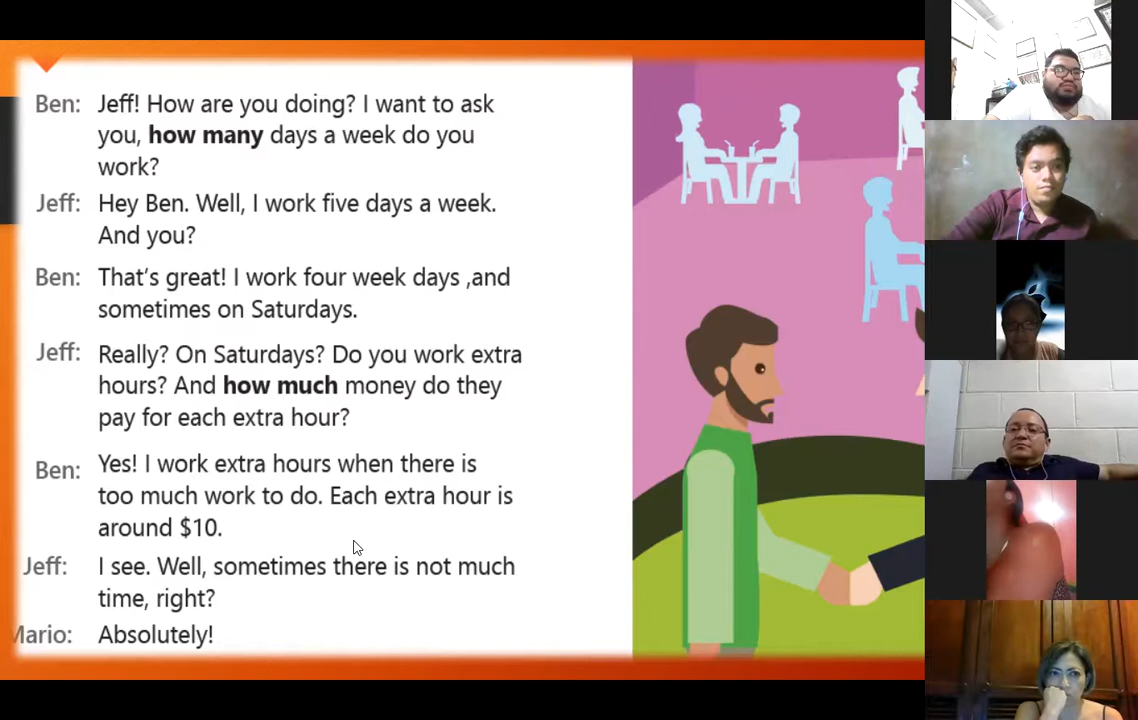 Ben: Jeff! How are you doing? I want to ask
you, how many days a week do you
work?
Jeff: Hey Ben. Well, I work five days a week.
And you?
Ben: That's great! I work four week days ,and
sometimes on Saturdays.
Jeff: Really? On Saturdays? Do you work extra
hours? And how much money do they
pay for each extra hour?
Ben: Yes! I work extra hours when there is
too much work to do. Each extra hour is
around $10.
Jeff: I see. Well, sometimes there is not much
time, right?
Mario: Absolutely!